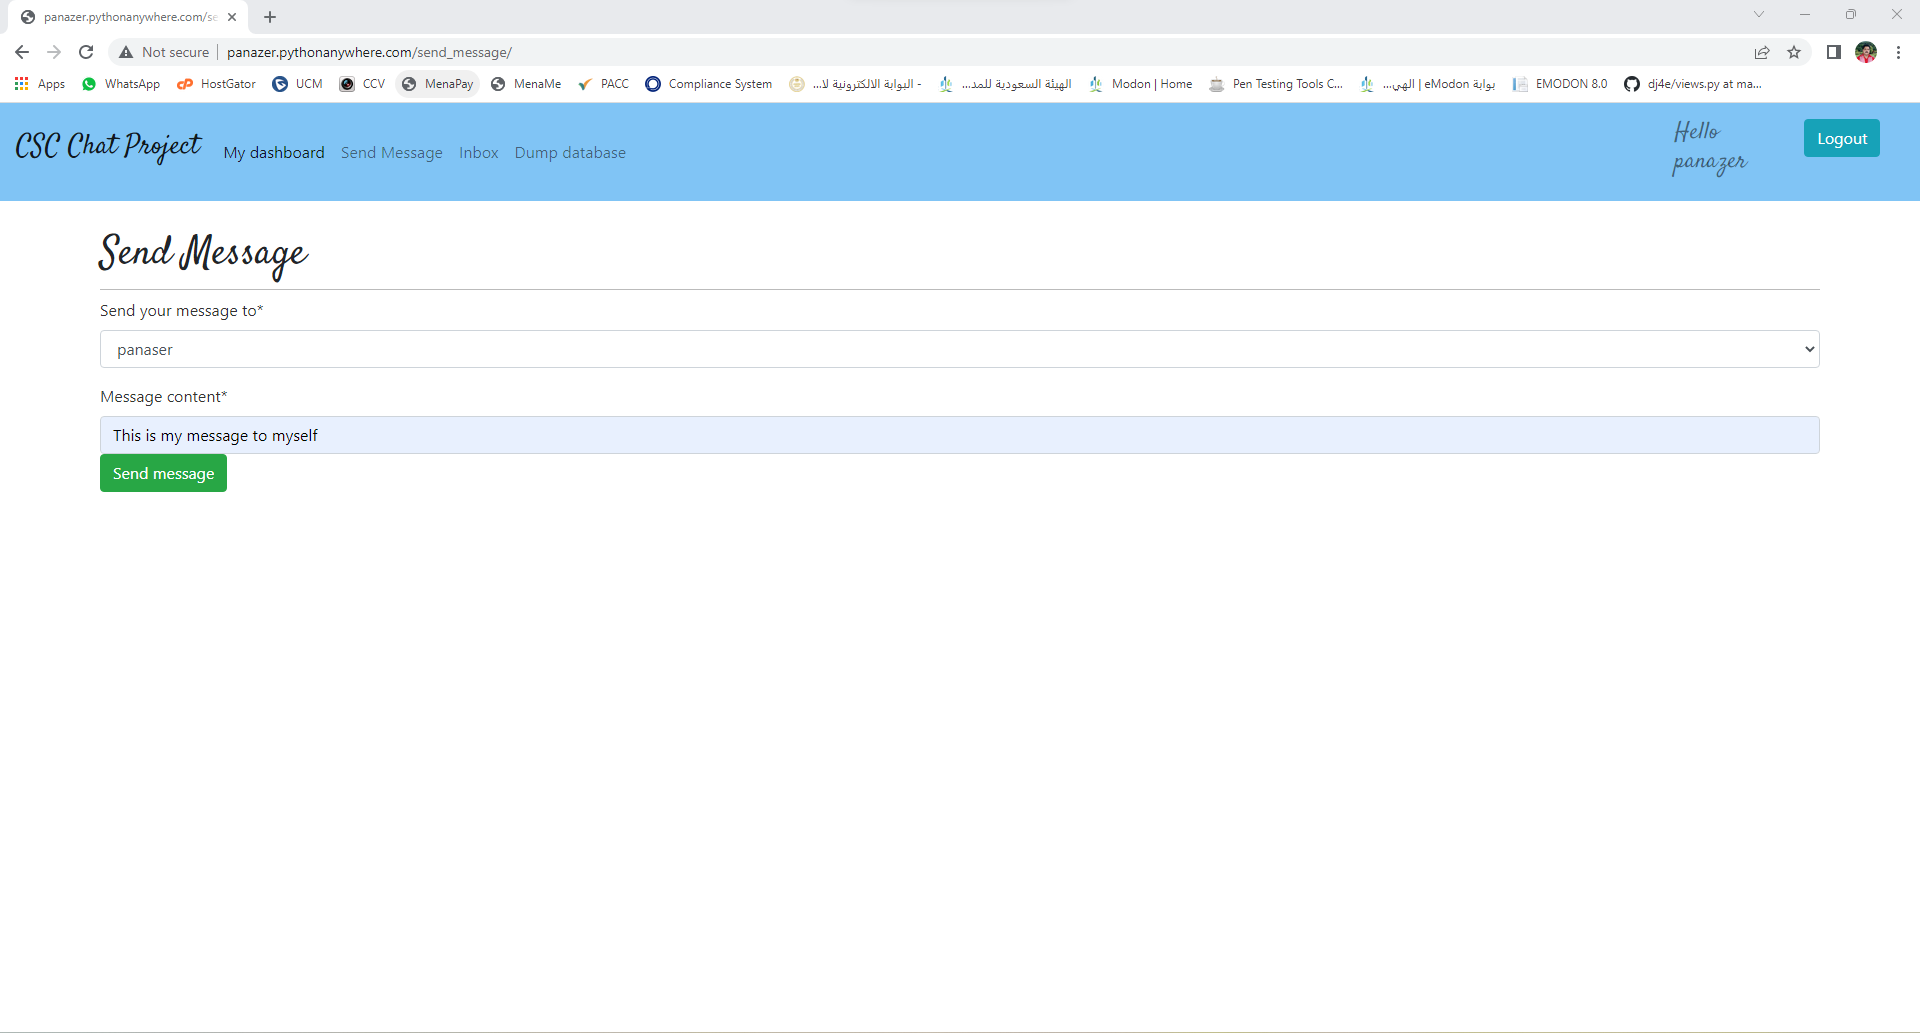 panazer.pythonanywhere.com/se
Not secure
panazer.pythonanywhere.com/send_message/
Apps
WhatsApp
HostGator
UCM
CCV
MenaPay
MenaMe
PACC
Compliance System
- البوابة الالكترونية لا...
الهيئة السعودية للمد...
Modon | Home
Pen Testing Tools C...
بوابة eModon | الهي...
EMODON 8.0
dj4e/views.py at ma...
CSC Chat Project
My dashboard
Send Message
Inbox
Dump database
Hello
panazer
Logout
Send Message
Send your message to*
panaser
Message content*
This is my message to myself
Send message